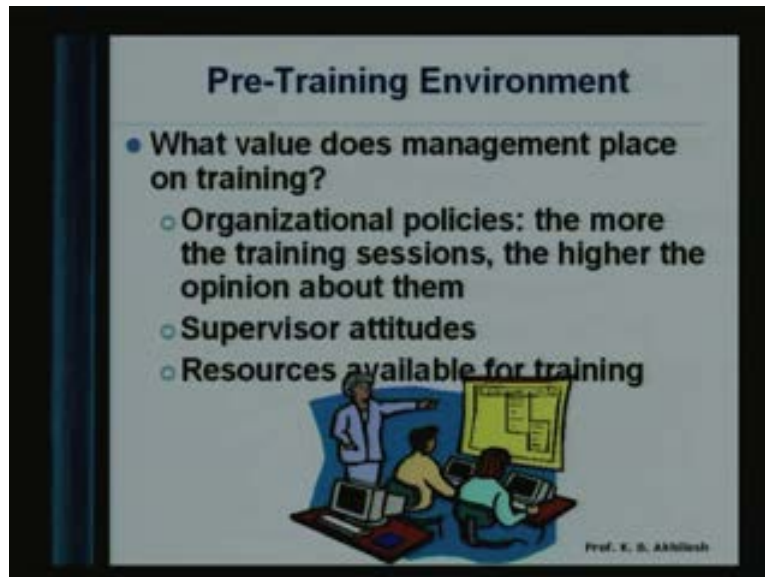 Pre-Training Environment
What value does management place
on training?
Organizational policies: the more
the training sessions, the higher the
opinion about them
Supervisor attitudes
Resources available for training
Prof. K. B. Akhilesh